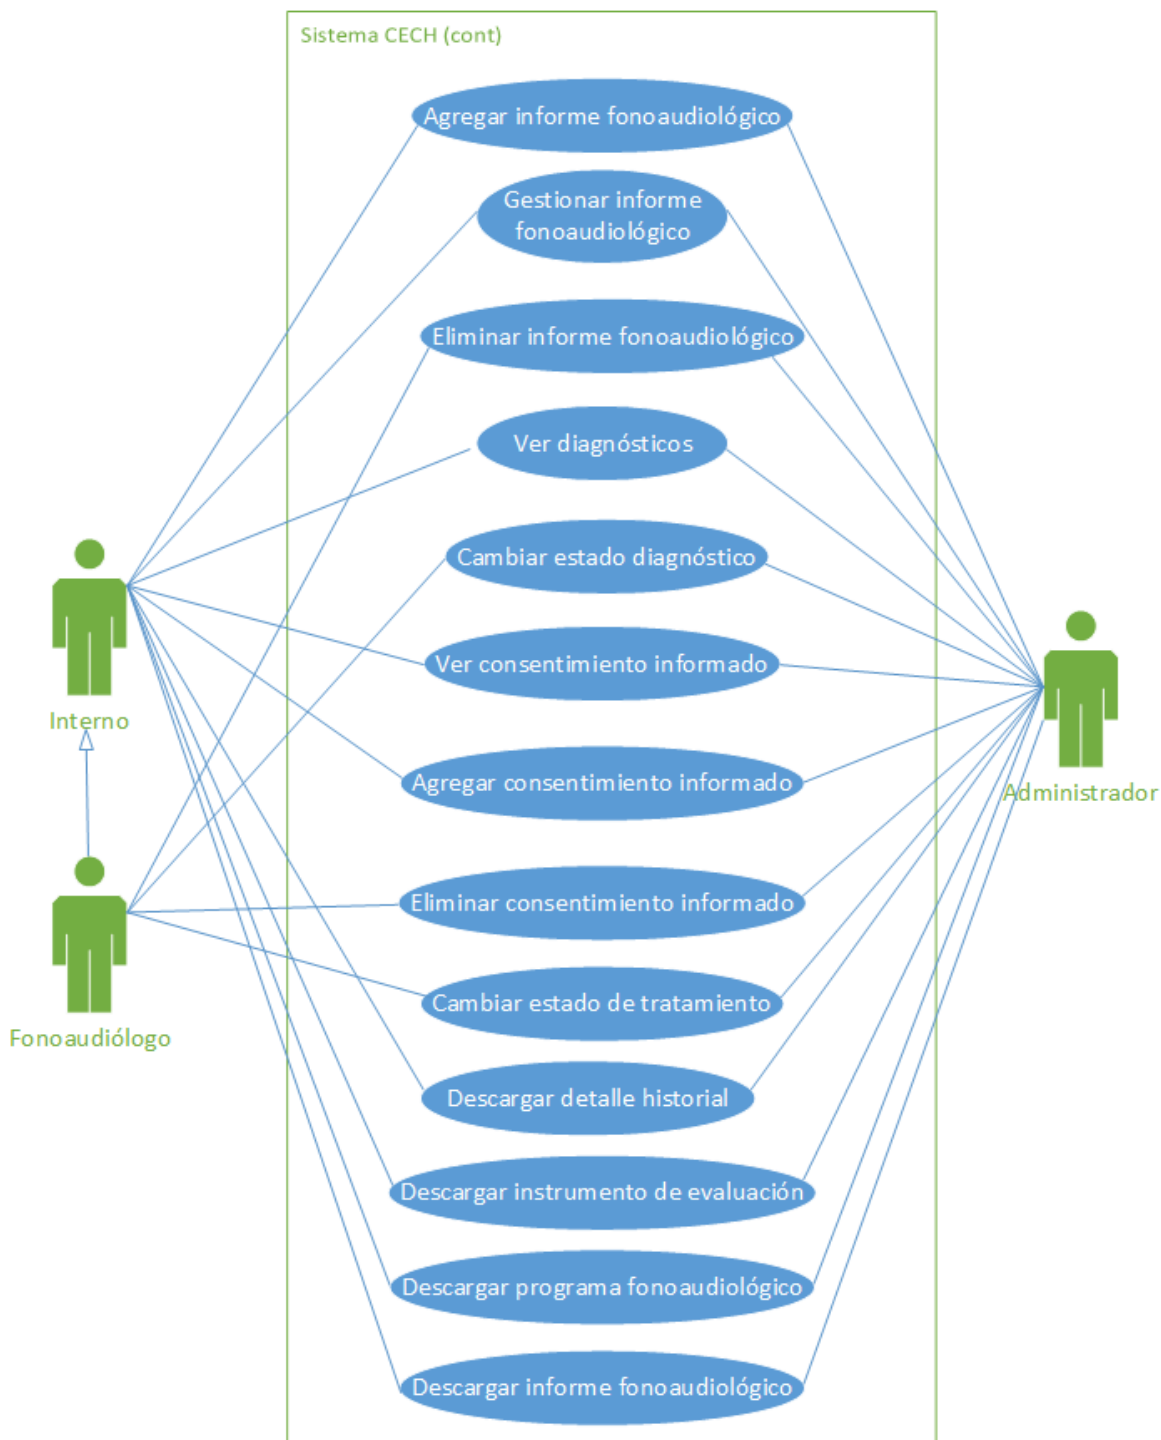 Sistema CECH (cont)
Agregar informe fonoaudiológico
Gestionar informe
fonoaudiológico
Eliminar informe fonoaudiológico
Ver diagnósticos
Cambiar estado diagnóstico
Ver consentimiento informado
Interno
Agregar consentimiento informado
Administrador
Eliminar consentimiento informado
Cambiar estado de tratamiento
Fonoaudiólogo
Descargar detalle historial
Descargar instrumento de evaluación
Descargar programa fonoaudiológico
Descargar informe fonoaudiológico